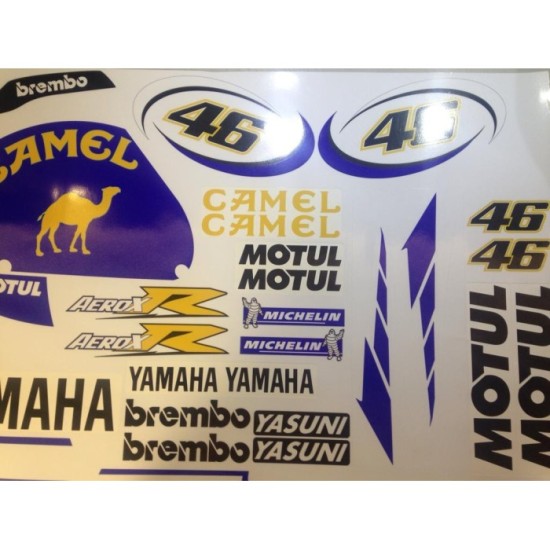 brembo
46
46
CAMEL
CAMEL
CAMEL
46
46
MOTUL
MOTUL
MOTUL
MOTUL
MOTUL
AEROX R
AEROX R
MICHELIN
MICHELIN
YAMAHA YAMAHA
MAHA
brembo YASUNI
brembo YASUNI